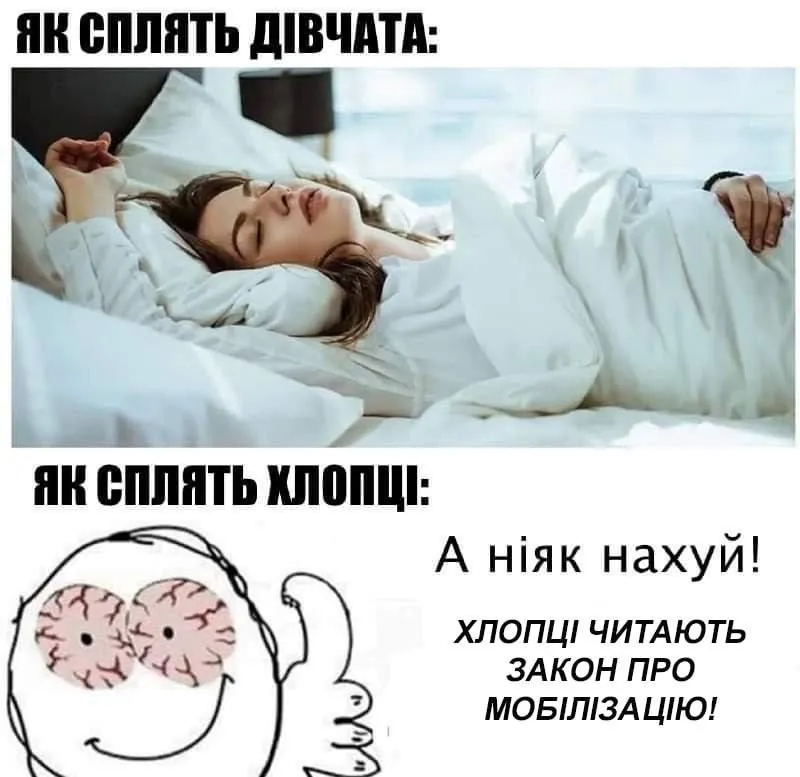 ЯК СПЛЯТЬ ДІВЧАТА:
ЯК СПЛЯТЬ ХЛОПЦІ:
А ніяк нахуй!
ХЛОПЦІ ЧИТАЮТЬ
ЗАКОН ПРО
МОБІЛІЗАЦІЮ!